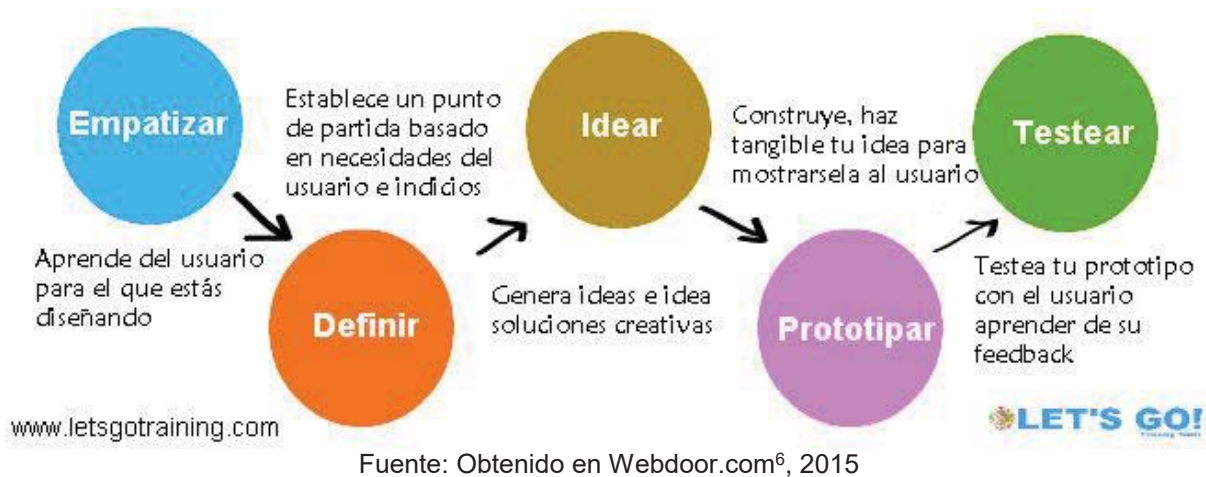 Empatizar
Aprende del usuario
para el que estás
diseñando
Establece un punto
de partida basado
en necesidades del
usuario e indicios
Definir
Idear
Genera ideas e idea
soluciones creativas
Construye, haz
tangible tu idea para
mostrarsela al usuario
Prototipar
Testear
Testea tu prototipo
con el usuario
aprender de su
feedback
www.letsgotraining.com
LET'S GO!
Fuente: Obtenido en Webdoor.com⁶, 2015